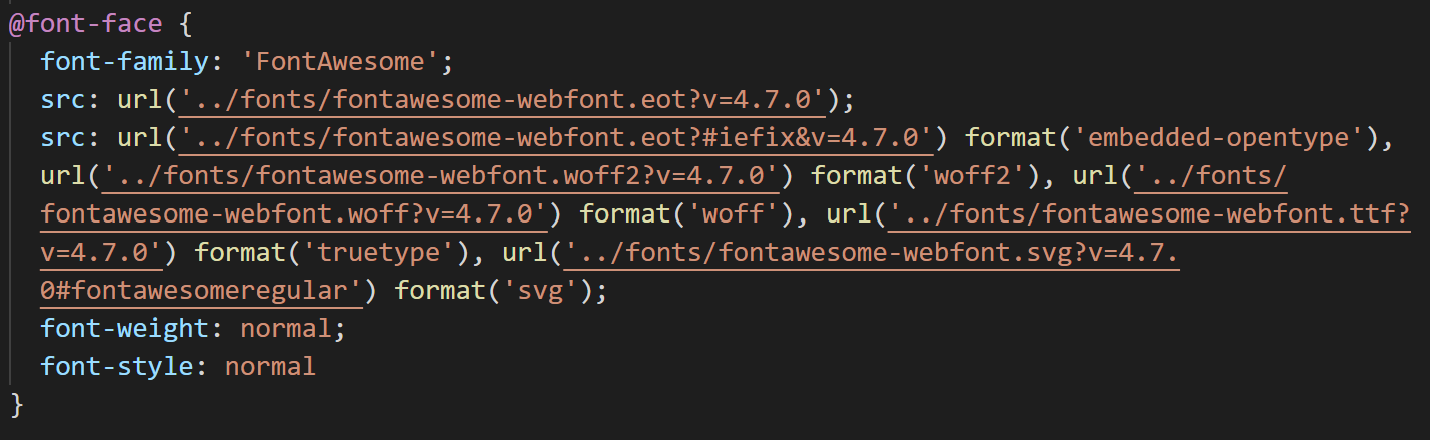 @font-face {
font-family: 'FontAwesome';
src: url('../fonts/fontawesome-webfont.eot?v=4.7.0');
src: url('../fonts/fontawesome-webfont.eot?#iefix&v=4.7.0') format('embedded-opentype'),
url('../fonts/fontawesome-webfont.woff2?v=4.7.0') format('woff2'), url('../fonts/
fontawesome-webfont.woff?v=4.7.0') format('woff'), url('../fonts/fontawesome-webfont.ttf?
v=4.7.0') format('truetype'), url('../fonts/fontawesome-webfont.svg?v=4.7.
0#fontawesomeregular') format('svg');
font-weight: normal;
font-style: normal
}